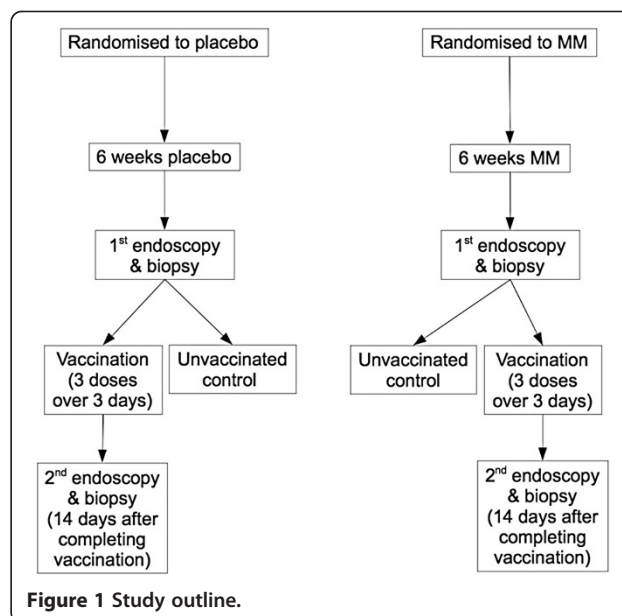 Randomised to placebo
Randomised to MM
6 weeks placebo
6 weeks MM
1st endoscopy
& biopsy
1st endoscopy
& biopsy
Vaccination
(3 doses
over 3 days)
Unvaccinated
control
Unvaccinated
control
Vaccination
(3 doses
over 3 days)
2nd endoscopy
& biopsy
(14 days after
completing
vaccination)
2nd endoscopy
& biopsy
(14 days after
completing
vaccination)
Figure 1 Study outline.